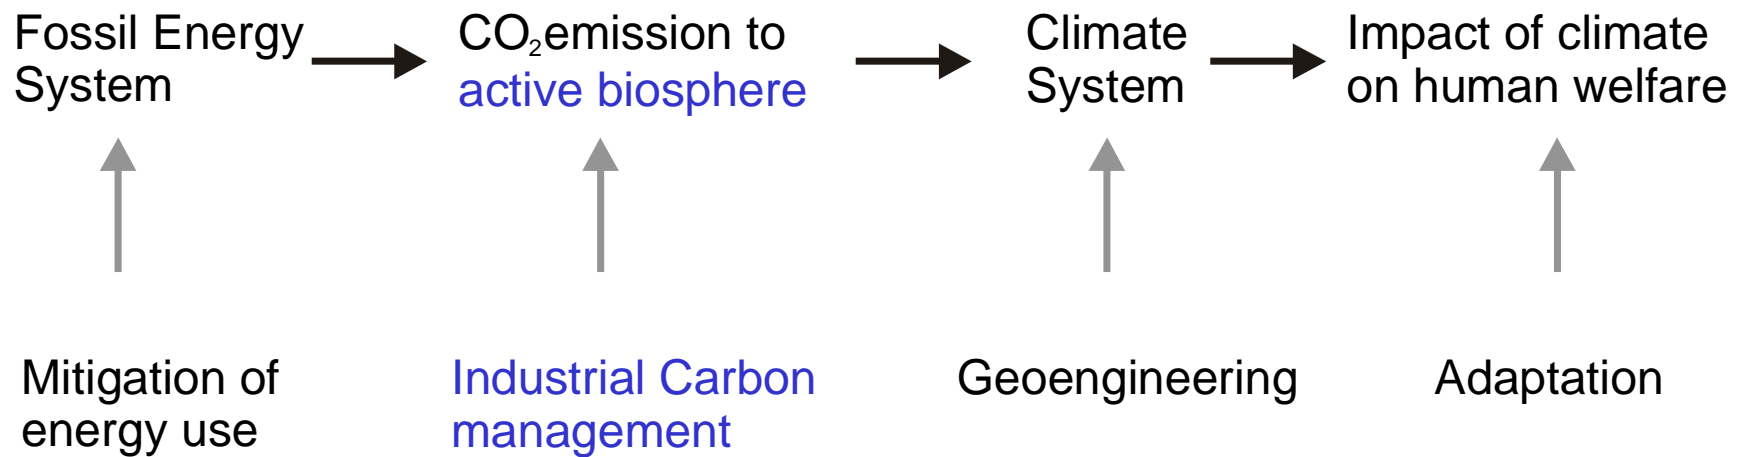 Fossil Energy
System
CO₂emission to
active biosphere
Climate
System
Impact of climate
on human welfare
Mitigation of
energy use
Industrial Carbon
management
Geoengineering
Adaptation